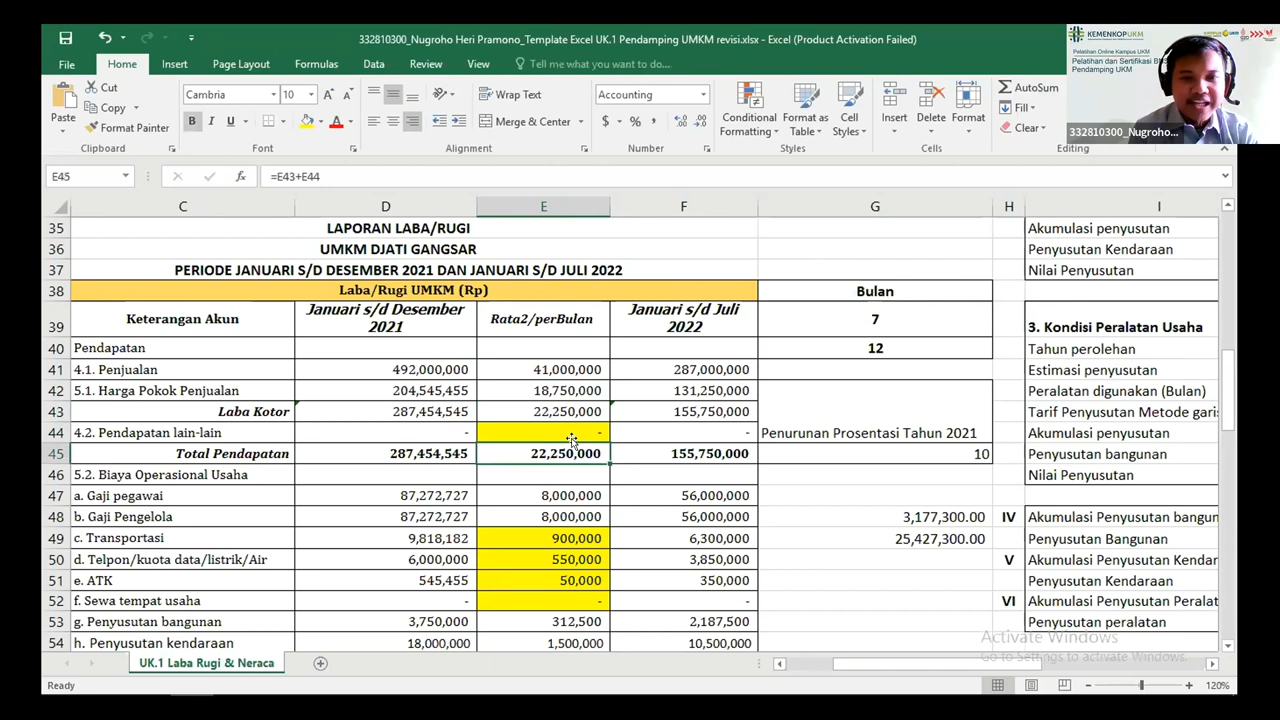 332810300_Nugroho Heri Pramono_Template Excel UK.1 Pendamping UMKM revisi.xlsx - Excel (Product Activation Failed)
KEMENKOPUKM
Pelatihan Online Kampus UKM
Pendamping UKM
332810300_Nugroho...
File Home Insert Page Layout Formulas Data Review View Tell me what you want to do...
Paste
Cut
Copy
Format Painter
Cambria 10
B I U
Wrap Text
Merge & Center
Accounting
$ % ,
Conditional Formatting
Format as Table
Cell Styles
Insert Delete Format
AutoSum
Fill
Clear
Clipboard Font Alignment Number Styles Cells Editing
E45 fx =E43+E44
C D E F G H I
35 LAPORAN LABA/RUGI Akumulasi penyusutan
36 UMKM DJATI GANGSAR Penyusutan Kendaraan
37 PERIODE JANUARI S/D DESEMBER 2021 DAN JANUARI S/D JULI 2022 Nilai Penyusutan
38 Laba/Rugi UMKM (Rp) Bulan
39 Keterangan Akun Januari s/d Desember 2021 Rata2/perBulan Januari s/d Juli 2022 7 3. Kondisi Peralatan Usaha
40 Pendapatan 12 Tahun perolehan
41 4.1. Penjualan 492,000,000 41,000,000 287,000,000 Estimasi penyusutan
42 5.1. Harga Pokok Penjualan 204,545,455 18,750,000 131,250,000 Peralatan digunakan (Bulan)
43 Laba Kotor 287,454,545 22,250,000 155,750,000 Tarif Penyusutan Metode garis
44 4.2. Pendapatan lain-lain - - - Penurunan Prosentasi Tahun 2021 Akumulasi penyusutan
45 Total Pendapatan 287,454,545 22,250,000 155,750,000 10 Penyusutan bangunan
46 5.2. Biaya Operasional Usaha Nilai Penyusutan
47 a. Gaji pegawai 87,272,727 8,000,000 56,000,000
48 b. Gaji Pengelola 87,272,727 8,000,000 56,000,000 3,177,300.00 IV Akumulasi Penyusutan bangun
49 c. Transportasi 9,818,182 900,000 6,300,000 25,427,300.00 Penyusutan Bangunan
50 d. Telpon/kuota data/listrik/Air 6,000,000 550,000 3,850,000 V Akumulasi Penyusutan Kendar
51 e. ATK 545,455 50,000 350,000 Penyusutan Kendaraan
52 f. Sewa tempat usaha - - - VI Akumulasi Penyusutan Peralat
53 g. Penyusutan bangunan 3,750,000 312,500 2,187,500 Penyusutan peralatan
54 h. Penyusutan kendaraan 18,000,000 1,500,000 10,500,000
Activate Windows
Go to Settings to activate Windows.
UK.1 Laba Rugi & Neraca
Ready 120%